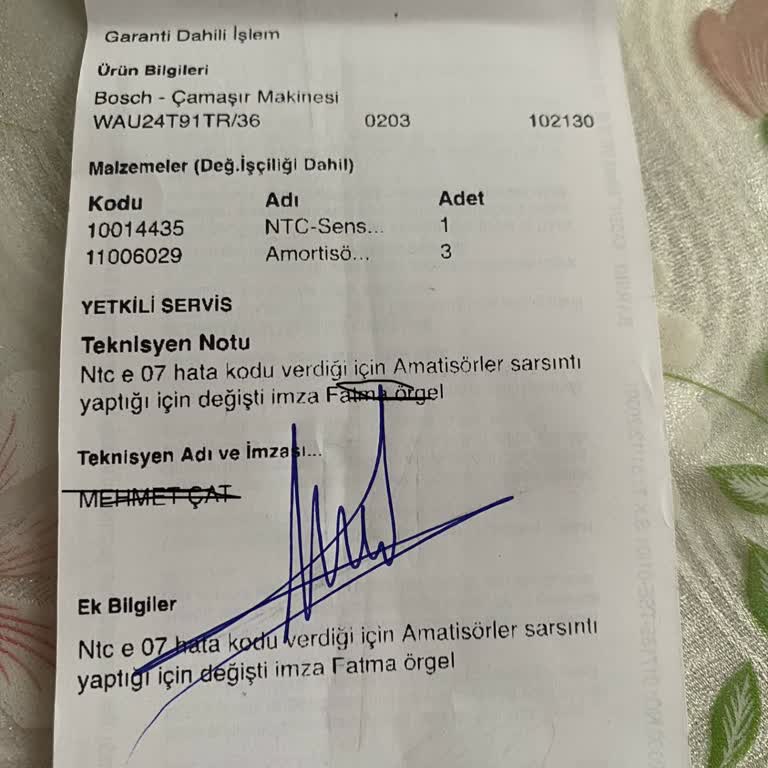 Garanti Dahili İşlem
Ürün Bilgileri
Bosch - Çamaşır Makinesi
WAU24T91TR/36 0203 102130
Malzemeler (Değ.İşçiliği Dahil)
Kodu Adı Adet
10014435 NTC-Sens... 1
11006029 Amortisö... 3
YETKİLİ SERVİS
Teknisyen Notu
Ntc e 07 hata kodu verdiği için Amatisörler sarsıntı
yaptığı için değişti imza Fatma örgel
Teknisyen Adı ve İmzası...
MEHMET ÇAT
Ek Bilgiler
Ntc e 07 hata kodu verdiği için Amatisörler sarsıntı
yaptığı için değişti imza Fatma örgel